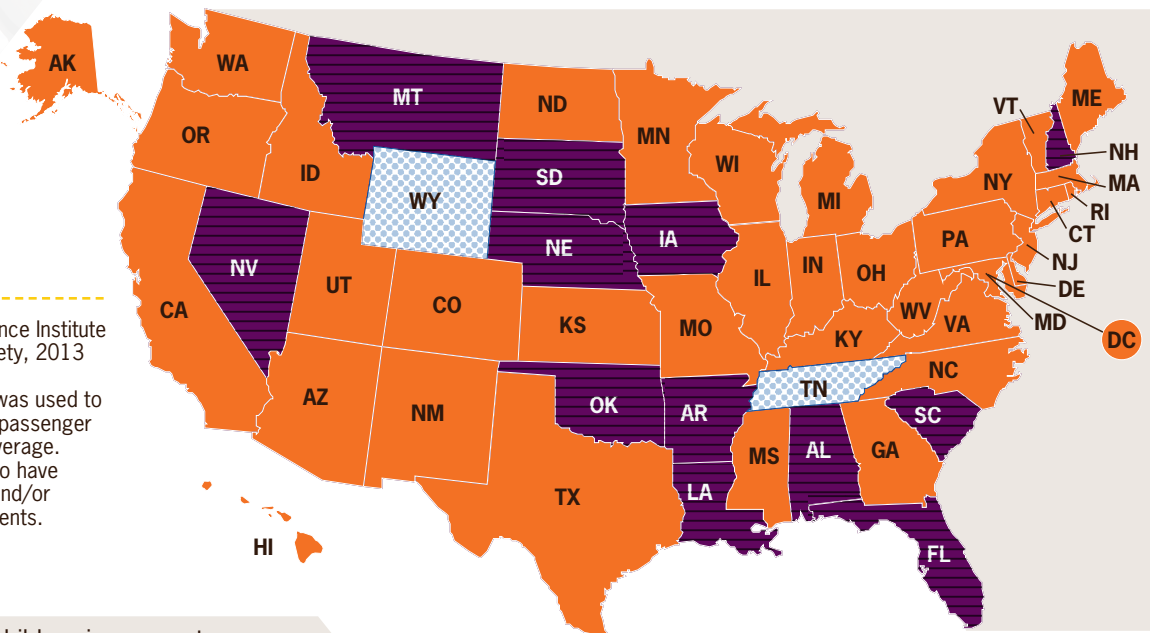 AK
WA
MT
ND
MN
OR
ID
WY
SD
WI
MI
NY
VT
ME
NH
MA
RI
CT
NV
UT
CO
NE
IA
IL
IN
OH
PA
NJ
DE
MD
DC
CA
KS
MO
KY
WV
VA
AZ
NM
OK
AR
TN
NC
SC
TX
LA
MS
AL
GA
FL
HI
nce Institute
ety, 2013
was used to
passenger
verage.
o have
nd/or
ents.